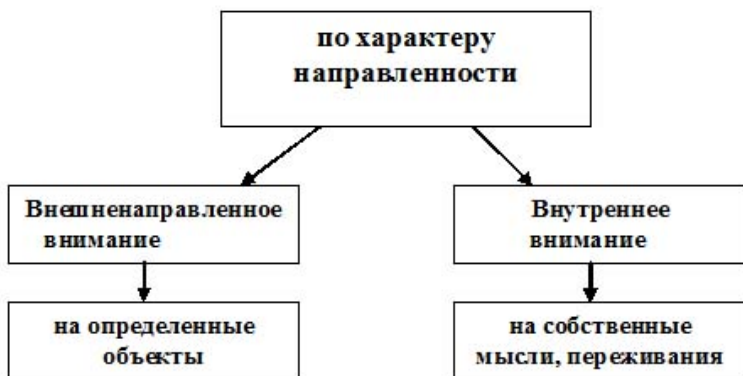 по характеру
направленности
Внешненаправленное
внимание
Внутреннее
внимание
на определенные
объекты
на собственные
мысли, переживания